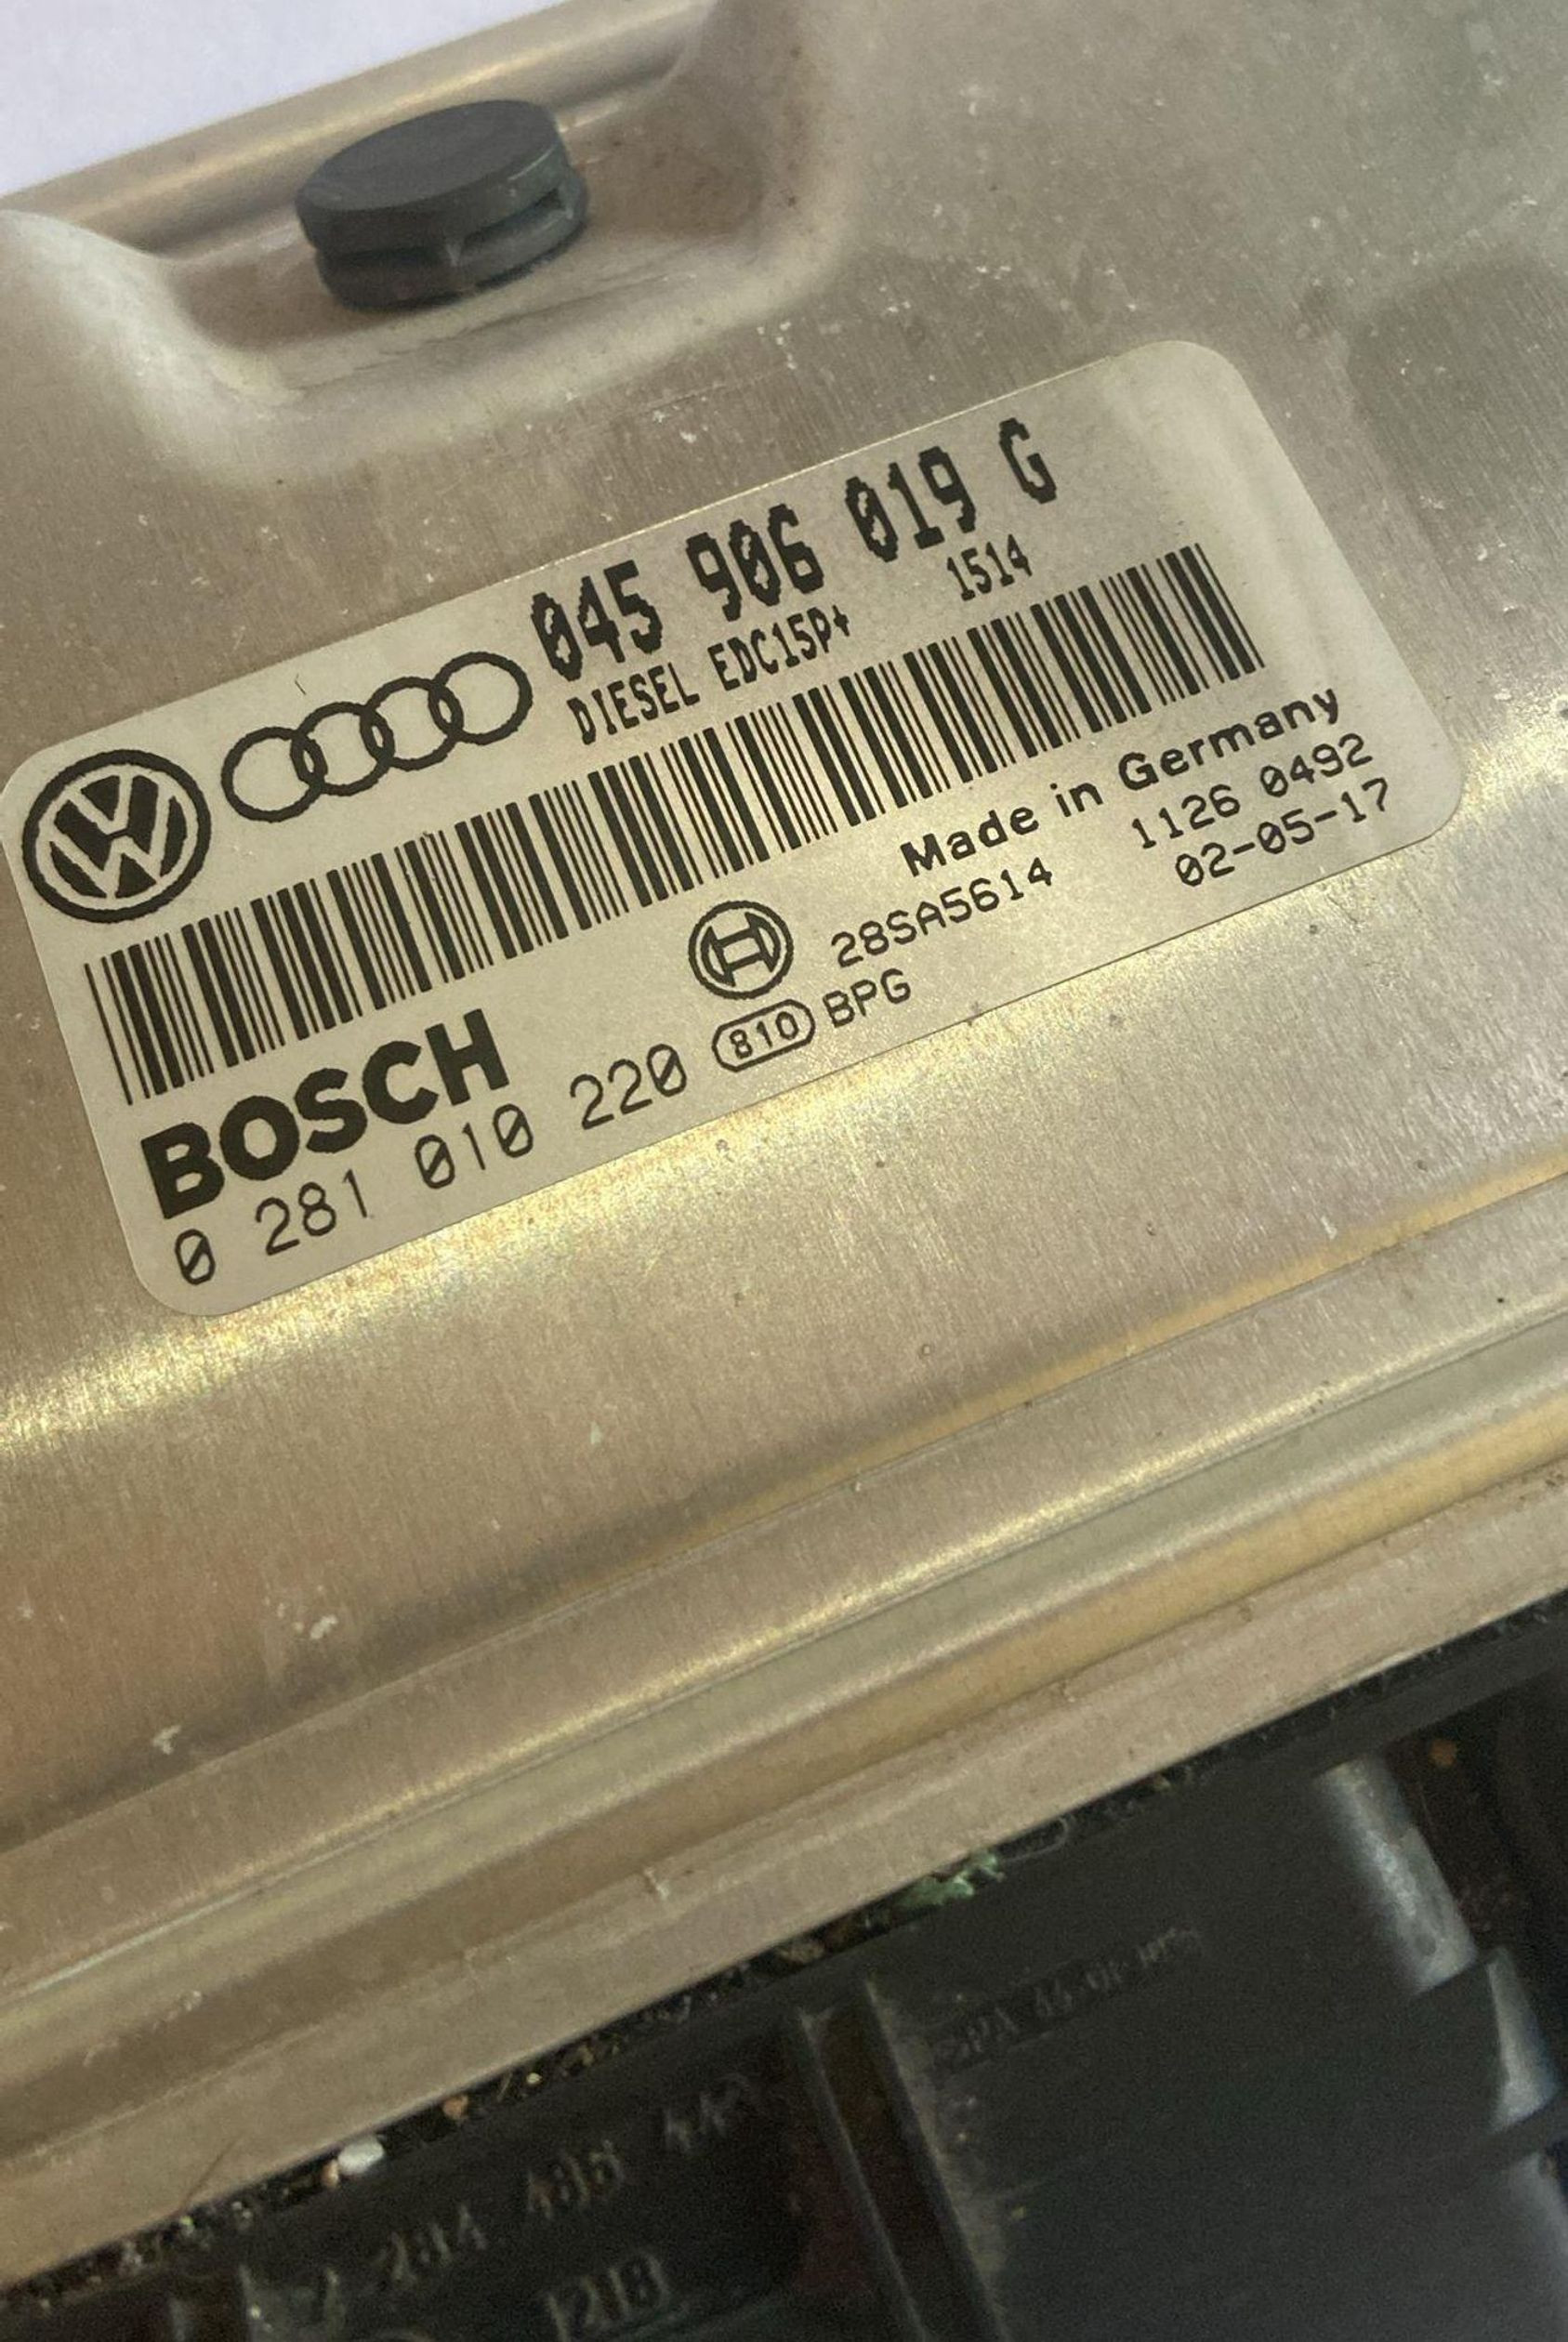 045 906 019 G
DIESEL EDC15P+ 1514
Made in Germany
BOSCH 28SA5614 1126 0492
0 281 010 220 810 BPG 02-05-17
1218